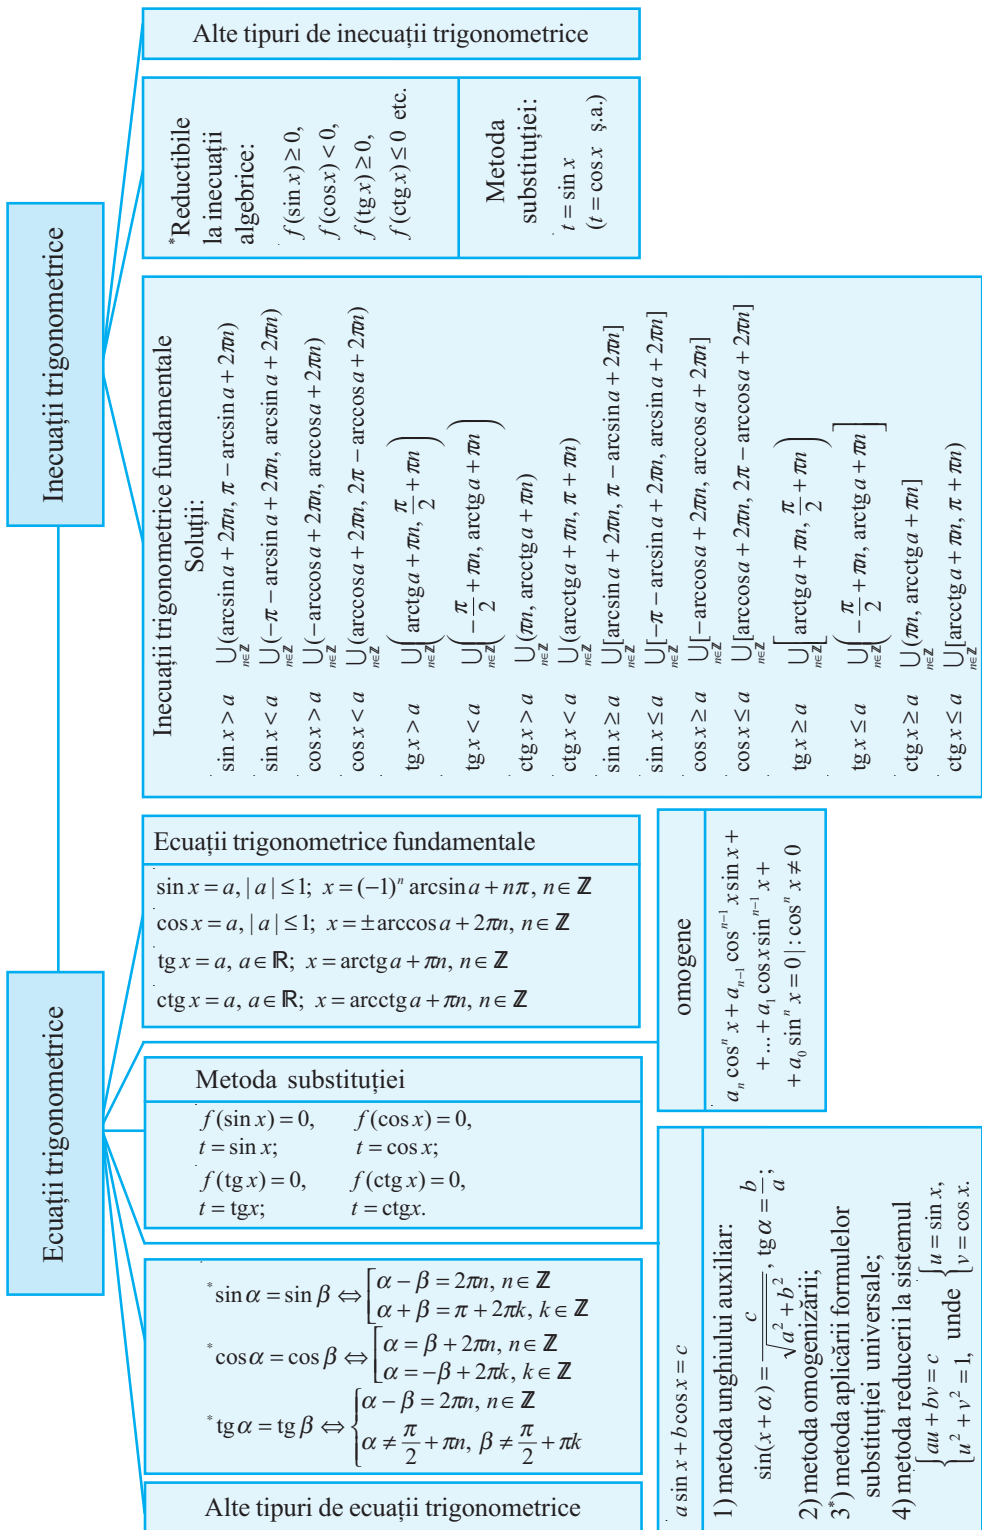 Inecuații trigonometrice
Alte tipuri de inecuații trigonometrice
*Reductibile
la inecuații
algebrice:
f(sin x) ≥ 0,
f(cos x) < 0,
f(tg x) ≥ 0,
f(ctg x) ≤ 0 etc.
Metoda
substituției:
t = sin x
(t = cos x ș.a.)
Inecuații trigonometrice fundamentale
Soluții:
sin x > a ⋃_{n∈ℤ} (arcsin a + 2πn, π − arcsin a + 2πn)
sin x < a ⋃_{n∈ℤ} (−π − arcsin a + 2πn, arcsin a + 2πn)
cos x > a ⋃_{n∈ℤ} (−arccos a + 2πn, arccos a + 2πn)
cos x < a ⋃_{n∈ℤ} (arccos a + 2πn, 2π − arccos a + 2πn)
tg x > a ⋃_{n∈ℤ} (arctg a + πn, π/2 + πn)
tg x < a ⋃_{n∈ℤ} (−π/2 + πn, arctg a + πn)
ctg x > a ⋃_{n∈ℤ} (πn, arcctg a + πn)
ctg x < a ⋃_{n∈ℤ} (arcctg a + πn, π + πn)
sin x ≥ a ⋃_{n∈ℤ} [arcsin a + 2πn, π − arcsin a + 2πn]
sin x ≤ a ⋃_{n∈ℤ} [−π − arcsin a + 2πn, arcsin a + 2πn]
cos x ≥ a ⋃_{n∈ℤ} [−arccos a + 2πn, arccos a + 2πn]
cos x ≤ a ⋃_{n∈ℤ} [arccos a + 2πn, 2π − arccos a + 2πn]
tg x ≥ a ⋃_{n∈ℤ} [arctg a + πn, π/2 + πn)
tg x ≤ a ⋃_{n∈ℤ} (−π/2 + πn, arctg a + πn]
ctg x ≥ a ⋃_{n∈ℤ} (πn, arcctg a + πn]
ctg x ≤ a ⋃_{n∈ℤ} [arcctg a + πn, π + πn)
Ecuații trigonometrice
Ecuații trigonometrice fundamentale
sin x = a, | a | ≤ 1; x = (−1)ⁿ arcsin a + nπ, n ∈ ℤ
cos x = a, | a | ≤ 1; x = ± arccos a + 2πn, n ∈ ℤ
tg x = a, a ∈ ℝ; x = arctg a + πn, n ∈ ℤ
ctg x = a, a ∈ ℝ; x = arcctg a + πn, n ∈ ℤ
omogene
aₙ cosⁿ x + aₙ₋₁ cosⁿ⁻¹ x sin x +
+ ... + a₁ cos x sinⁿ⁻¹ x +
+ a₀ sinⁿ x = 0 | : cosⁿ x ≠ 0
Metoda substituției
f(sin x) = 0, f(cos x) = 0,
t = sin x; t = cos x;
f(tg x) = 0, f(ctg x) = 0,
t = tgx; t = ctgx.
a sin x + b cos x = c
1) metoda unghiului auxiliar:
sin(x + α) = c/√(a² + b²), tg α = b/a;
2) metoda omogenizării;
3*) metoda aplicării formulelor
substituției universale;
4) metoda reducerii la sistemul
{au + bv = c {u = sin x,
{u² + v² = 1, unde {v = cos x.
*sin α = sin β ⇔ [α − β = 2πn, n ∈ ℤ
[α + β = π + 2πk, k ∈ ℤ
*cos α = cos β ⇔ [α = β + 2πn, n ∈ ℤ
[α = −β + 2πk, k ∈ ℤ
*tg α = tg β ⇔ {α − β = 2πn, n ∈ ℤ
{α ≠ π/2 + πn, β ≠ π/2 + πk
Alte tipuri de ecuații trigonometrice